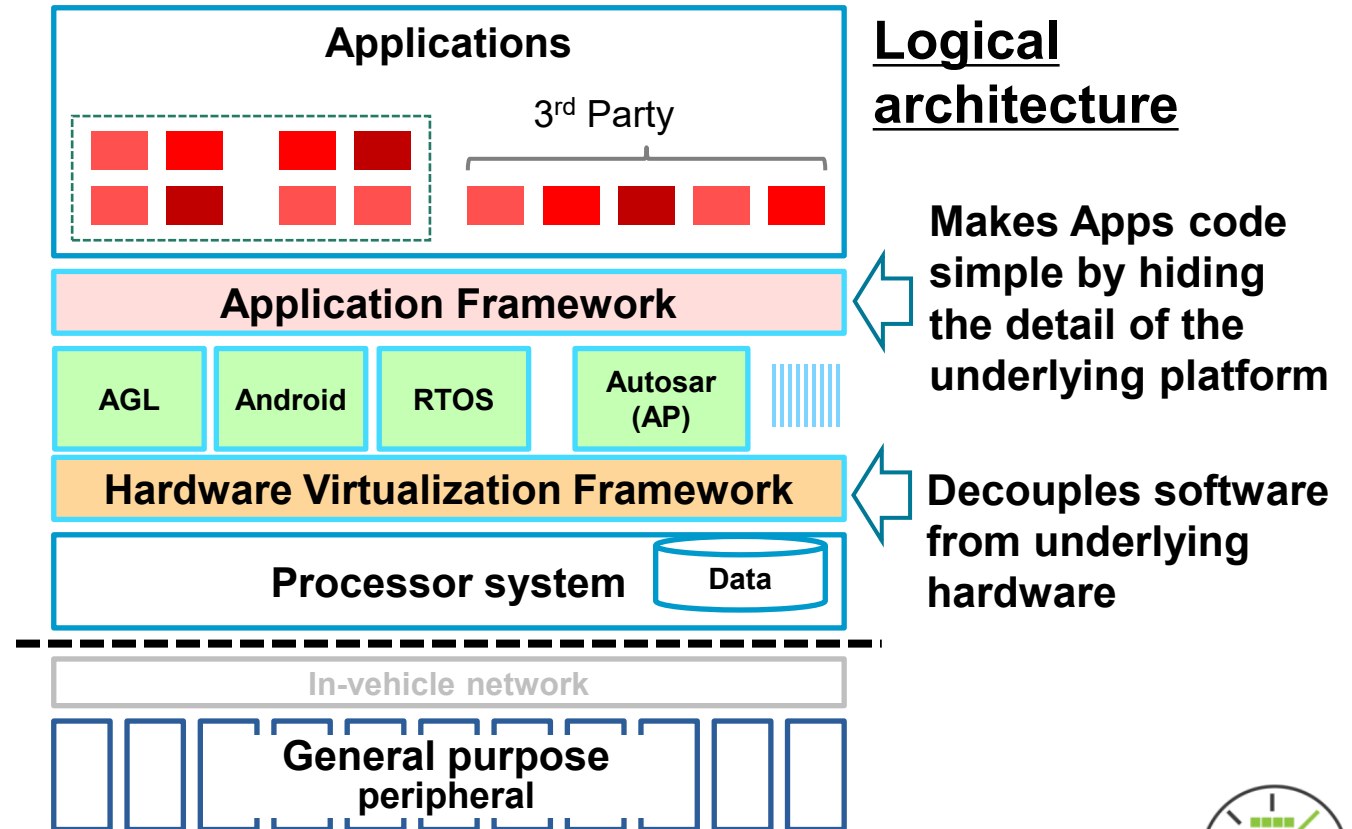 Applications
Logical
architecture
3rd Party
Makes Apps code
simple by hiding
the detail of the
underlying platform
Application Framework
AGL
Android
RTOS
Autosar
(AP)
Hardware Virtualization Framework
Decouples software
from underlying
hardware
Processor system
Data
In-vehicle network
General purpose
peripheral